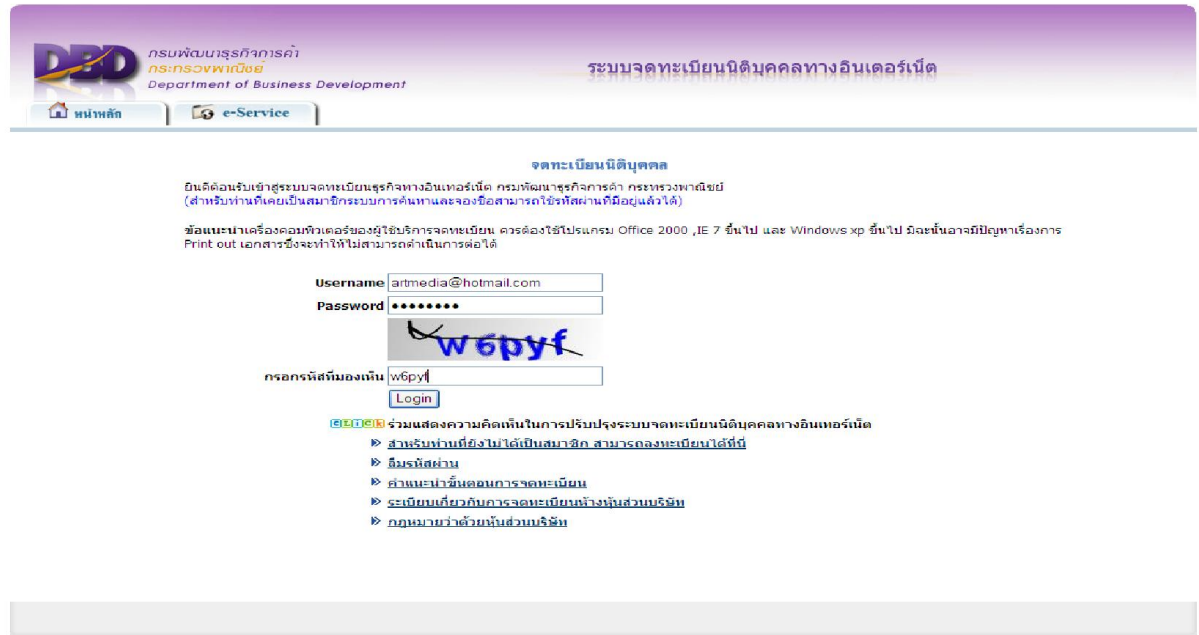 DBD
กรมพัฒนาธุรกิจการค้า
กระทรวงพาณิชย์
Department of Business Development
ระบบจดทะเบียนนิติบุคคลทางอินเตอร์เน็ต
หน้าหลัก
e-Service
จดทะเบียนนิติบุคคล
ยินดีต้อนรับเข้าสู่ระบบจดทะเบียนธุรกิจทางอินเทอร์เน็ต กรมพัฒนาธุรกิจการค้า กระทรวงพาณิชย์
(สำหรับท่านที่เคยเป็นสมาชิกระบบการค้นหาและจองชื่อสามารถใช้รหัสผ่านที่มีอยู่แล้วได้)
ข้อแนะนำเครื่องคอมพิวเตอร์ของผู้ใช้บริการจดทะเบียน ควรต้องใช้โปรแกรม Office 2000 ,IE 7 ขึ้นไป และ Windows xp ขึ้นไป มิฉะนั้นอาจมีปัญหาเรื่องการ
Print out เอกสารซึ่งจะทำให้ไม่สามารถดำเนินการต่อได้
Username artmedia@hotmail.com
Password ••••••••
w6pyf
กรอกรหัสที่มองเห็น w6pyf
Login
click ร่วมแสดงความคิดเห็นในการปรับปรุงระบบจดทะเบียนนิติบุคคลทางอินเทอร์เน็ต
สำหรับท่านที่ยังไม่ได้เป็นสมาชิก สามารถลงทะเบียนได้ที่นี่
ลืมรหัสผ่าน
คำแนะนำขั้นตอนการจดทะเบียน
ระเบียบเกี่ยวกับการจดทะเบียนห้างหุ้นส่วนบริษัท
กฎหมายว่าด้วยหุ้นส่วนบริษัท